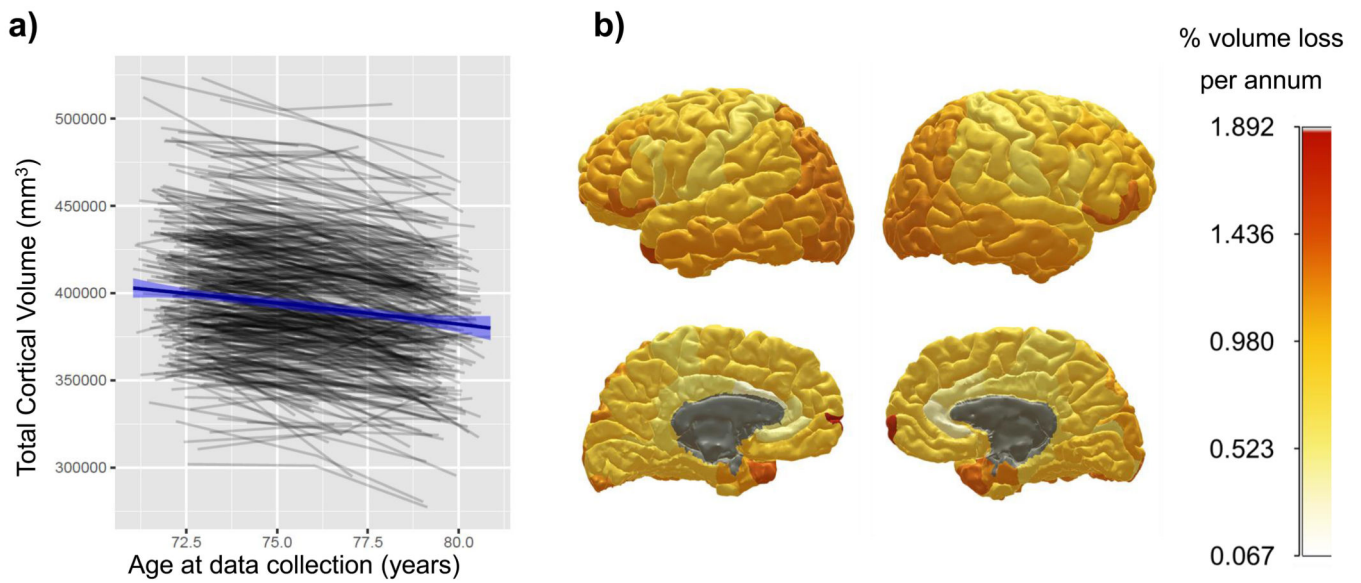 a)
Total Cortical Volume (mm³)
500000
450000
400000
350000
300000
72.5 75.0 77.5 80.0
Age at data collection (years)
b)
% volume loss
per annum
1.892
1.436
0.980
0.523
0.067